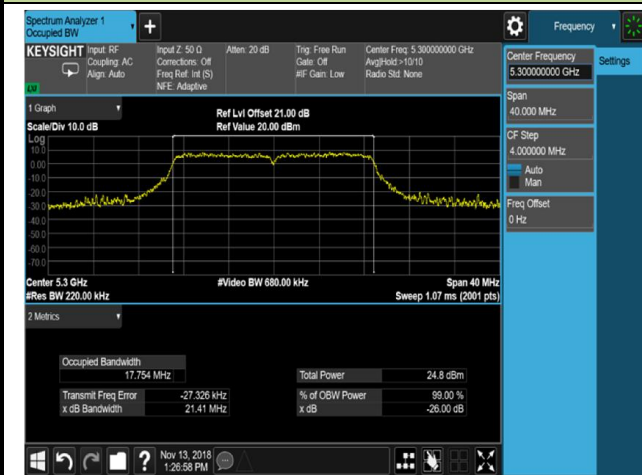 Spectrum Analyzer 1
Occupied BW
+
Frequency
KEYSIGHT
Input: RF
Coupling: AC
Align: Auto
Input Z: 50 Ω
Corrections: Off
Freq Ref: Int (S)
NFE: Adaptive
Atten: 20 dB
Trig: Free Run
Gate: Off
#IF Gain: Low
Center Freq: 5.300000000 GHz
Avg|Hold:>10/10
Radio Std: None
LXI
Center Frequency
5.300000000 GHz
Settings
Span
40.000 MHz
CF Step
4.000000 MHz
Auto
Man
Freq Offset
0 Hz
1 Graph
Scale/Div 10.0 dB
Ref Lvl Offset 21.00 dB
Ref Value 20.00 dBm
Log
10.0
0.00
-10.0
-20.0
-30.0
-40.0
-50.0
-60.0
-70.0
Center 5.3 GHz
#Res BW 220.00 kHz
#Video BW 680.00 kHz
Span 40 MHz
Sweep 1.07 ms (2001 pts)
2 Metrics
Occupied Bandwidth
17.754 MHz
Total Power 24.8 dBm
Transmit Freq Error -27.326 kHz
% of OBW Power 99.00 %
x dB Bandwidth 21.41 MHz
x dB -26.00 dB
?
Nov 13, 2018
1:26:58 PM